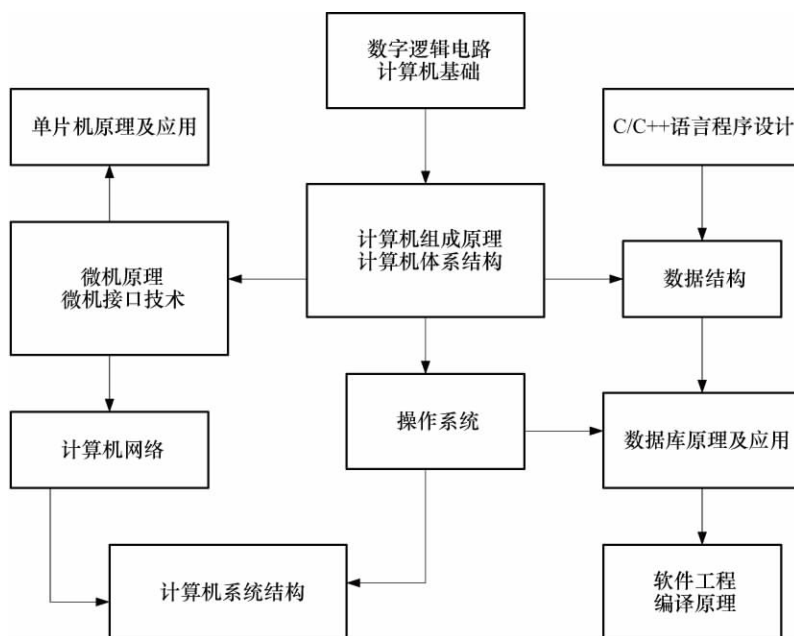 数字逻辑电路
计算机基础
单片机原理及应用
C/C++语言程序设计
计算机组成原理
计算机体系结构
微机原理
微机接口技术
数据结构
操作系统
计算机网络
数据库原理及应用
计算机系统结构
软件工程
编译原理